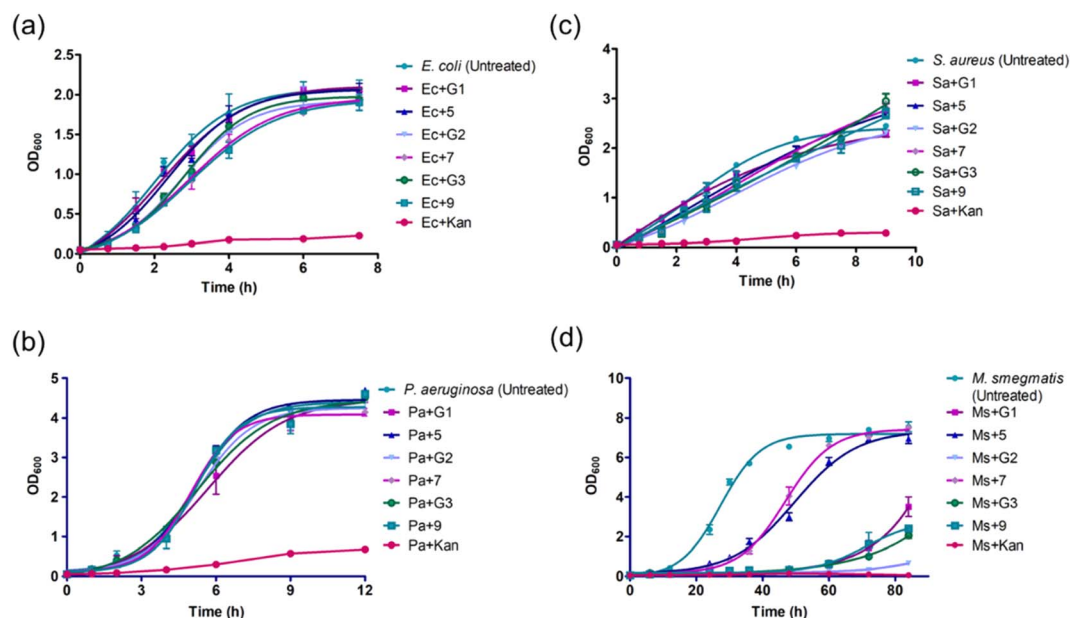 (a)
2.5
2.0
1.5
1.0
0.5
0.0
OD600
0 2 4 6 8
Time (h)
E. coli (Untreated)
Ec+G1
Ec+5
Ec+G2
Ec+7
Ec+G3
Ec+9
Ec+Kan
(c)
4
3
2
1
0
OD600
0 2 4 6 8 10
Time (h)
S. aureus (Untreated)
Sa+G1
Sa+5
Sa+G2
Sa+7
Sa+G3
Sa+9
Sa+Kan
(b)
5
4
3
2
1
0
OD600
0 3 6 9 12
Time (h)
P. aeruginosa (Untreated)
Pa+G1
Pa+5
Pa+G2
Pa+7
Pa+G3
Pa+9
Pa+Kan
(d)
10
8
6
4
2
0
OD600
0 20 40 60 80
Time (h)
M. smegmatis
(Untreated)
Ms+G1
Ms+5
Ms+G2
Ms+7
Ms+G3
Ms+9
Ms+Kan